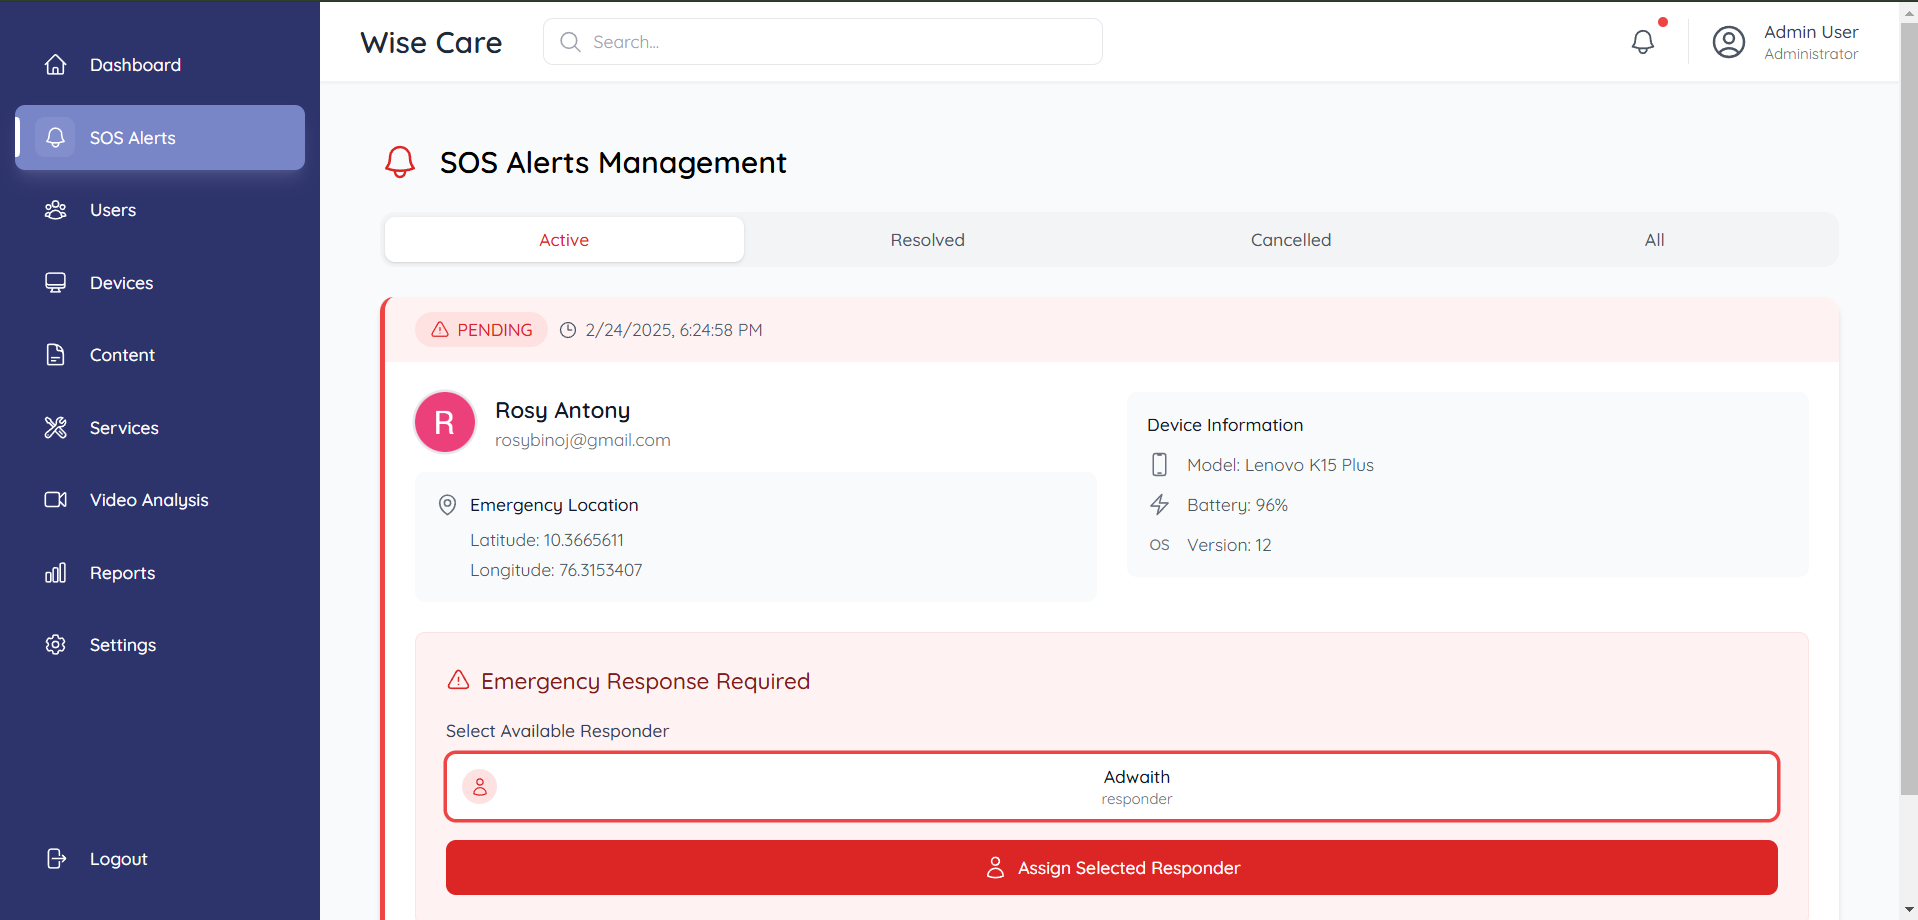 Dashboard
SOS Alerts
Users
Devices
Content
Services
Video Analysis
Reports
Settings
Logout
Wise Care
Search...
Admin User
Administrator
SOS Alerts Management
Active
Resolved
Cancelled
All
PENDING
2/24/2025, 6:24:58 PM
R
Rosy Antony
rosybinoj@gmail.com
Emergency Location
Latitude: 10.3665611
Longitude: 76.3153407
Device Information
Model: Lenovo K15 Plus
Battery: 96%
OS Version: 12
Emergency Response Required
Select Available Responder
Adwaith
responder
Assign Selected Responder